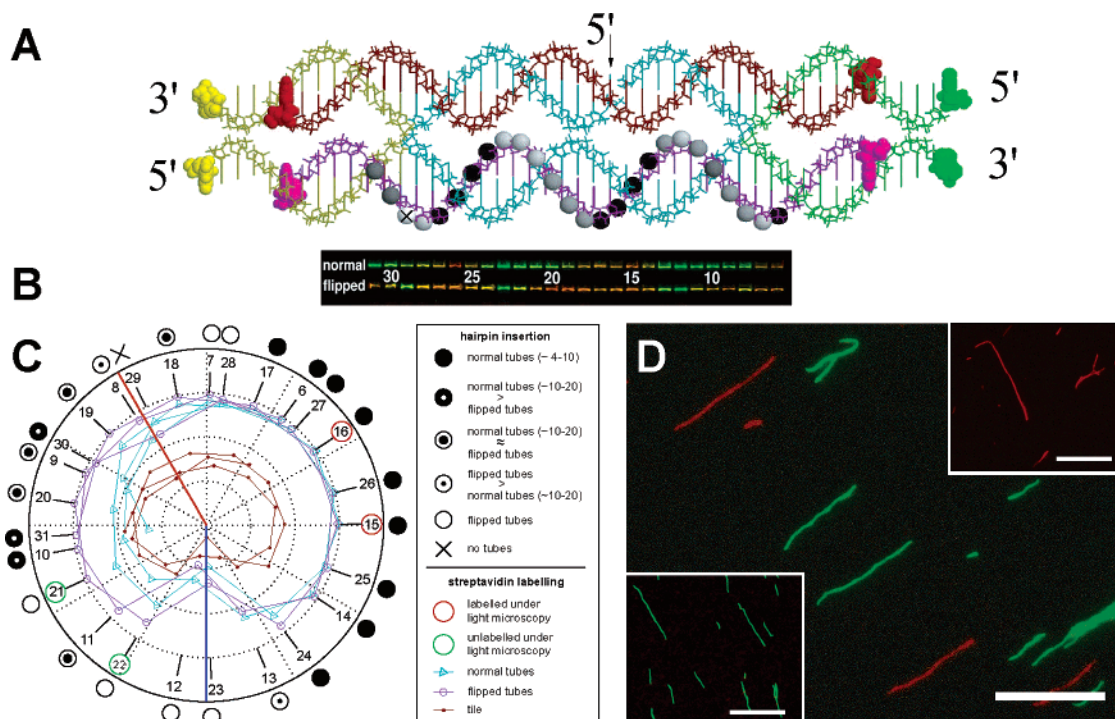 A
5'
3'
5'
5'
3'
B
normal
30 25 20 15 10
flipped
C
18 7 28 17
29 6
8 27
19 16
30 26
9
20 15
31
10 25
21 14
11 24
22 12 23 13
hairpin insertion
normal tubes (~ 4-10)
normal tubes (~10-20)
>
flipped tubes
normal tubes (~10-20)
≈
flipped tubes
flipped tubes
>
normal tubes (~10-20)
flipped tubes
no tubes
streptavidin labelling
labelled under
light microscopy
unlabelled under
light microscopy
normal tubes
flipped tubes
tile
D